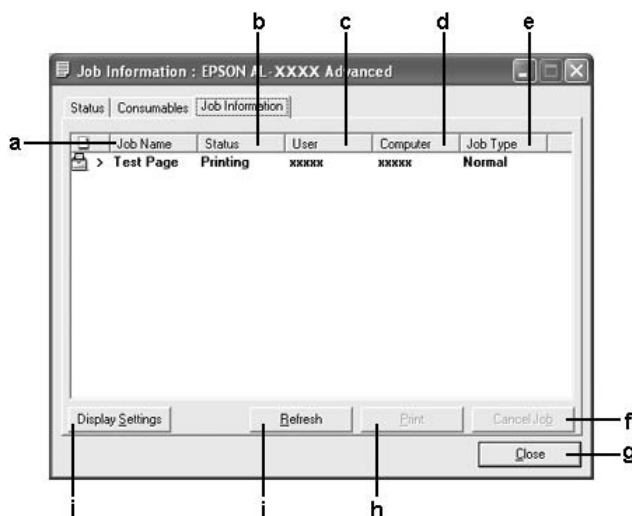 b c d e
Job Information : EPSON AL-XXXX Advanced
Status Consumables Job Information
a Job Name Status User Computer Job Type
> Test Page Printing xxxxx xxxxx Normal
Display Settings Refresh Print Cancel Job f
Close g
j i h